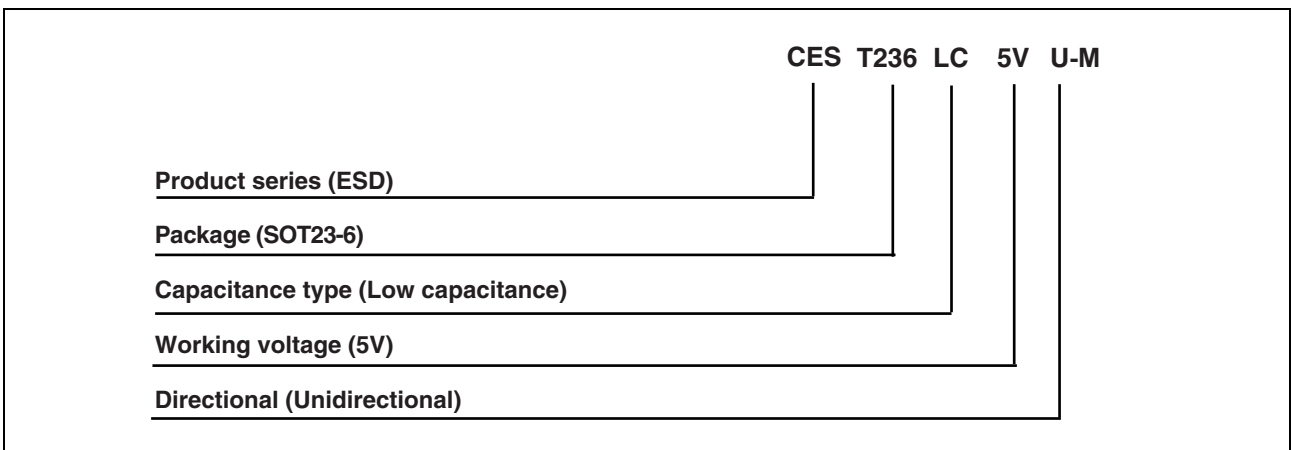 CES T236 LC 5V U-M
Product series (ESD)
Package (SOT23-6)
Capacitance type (Low capacitance)
Working voltage (5V)
Directional (Unidirectional)